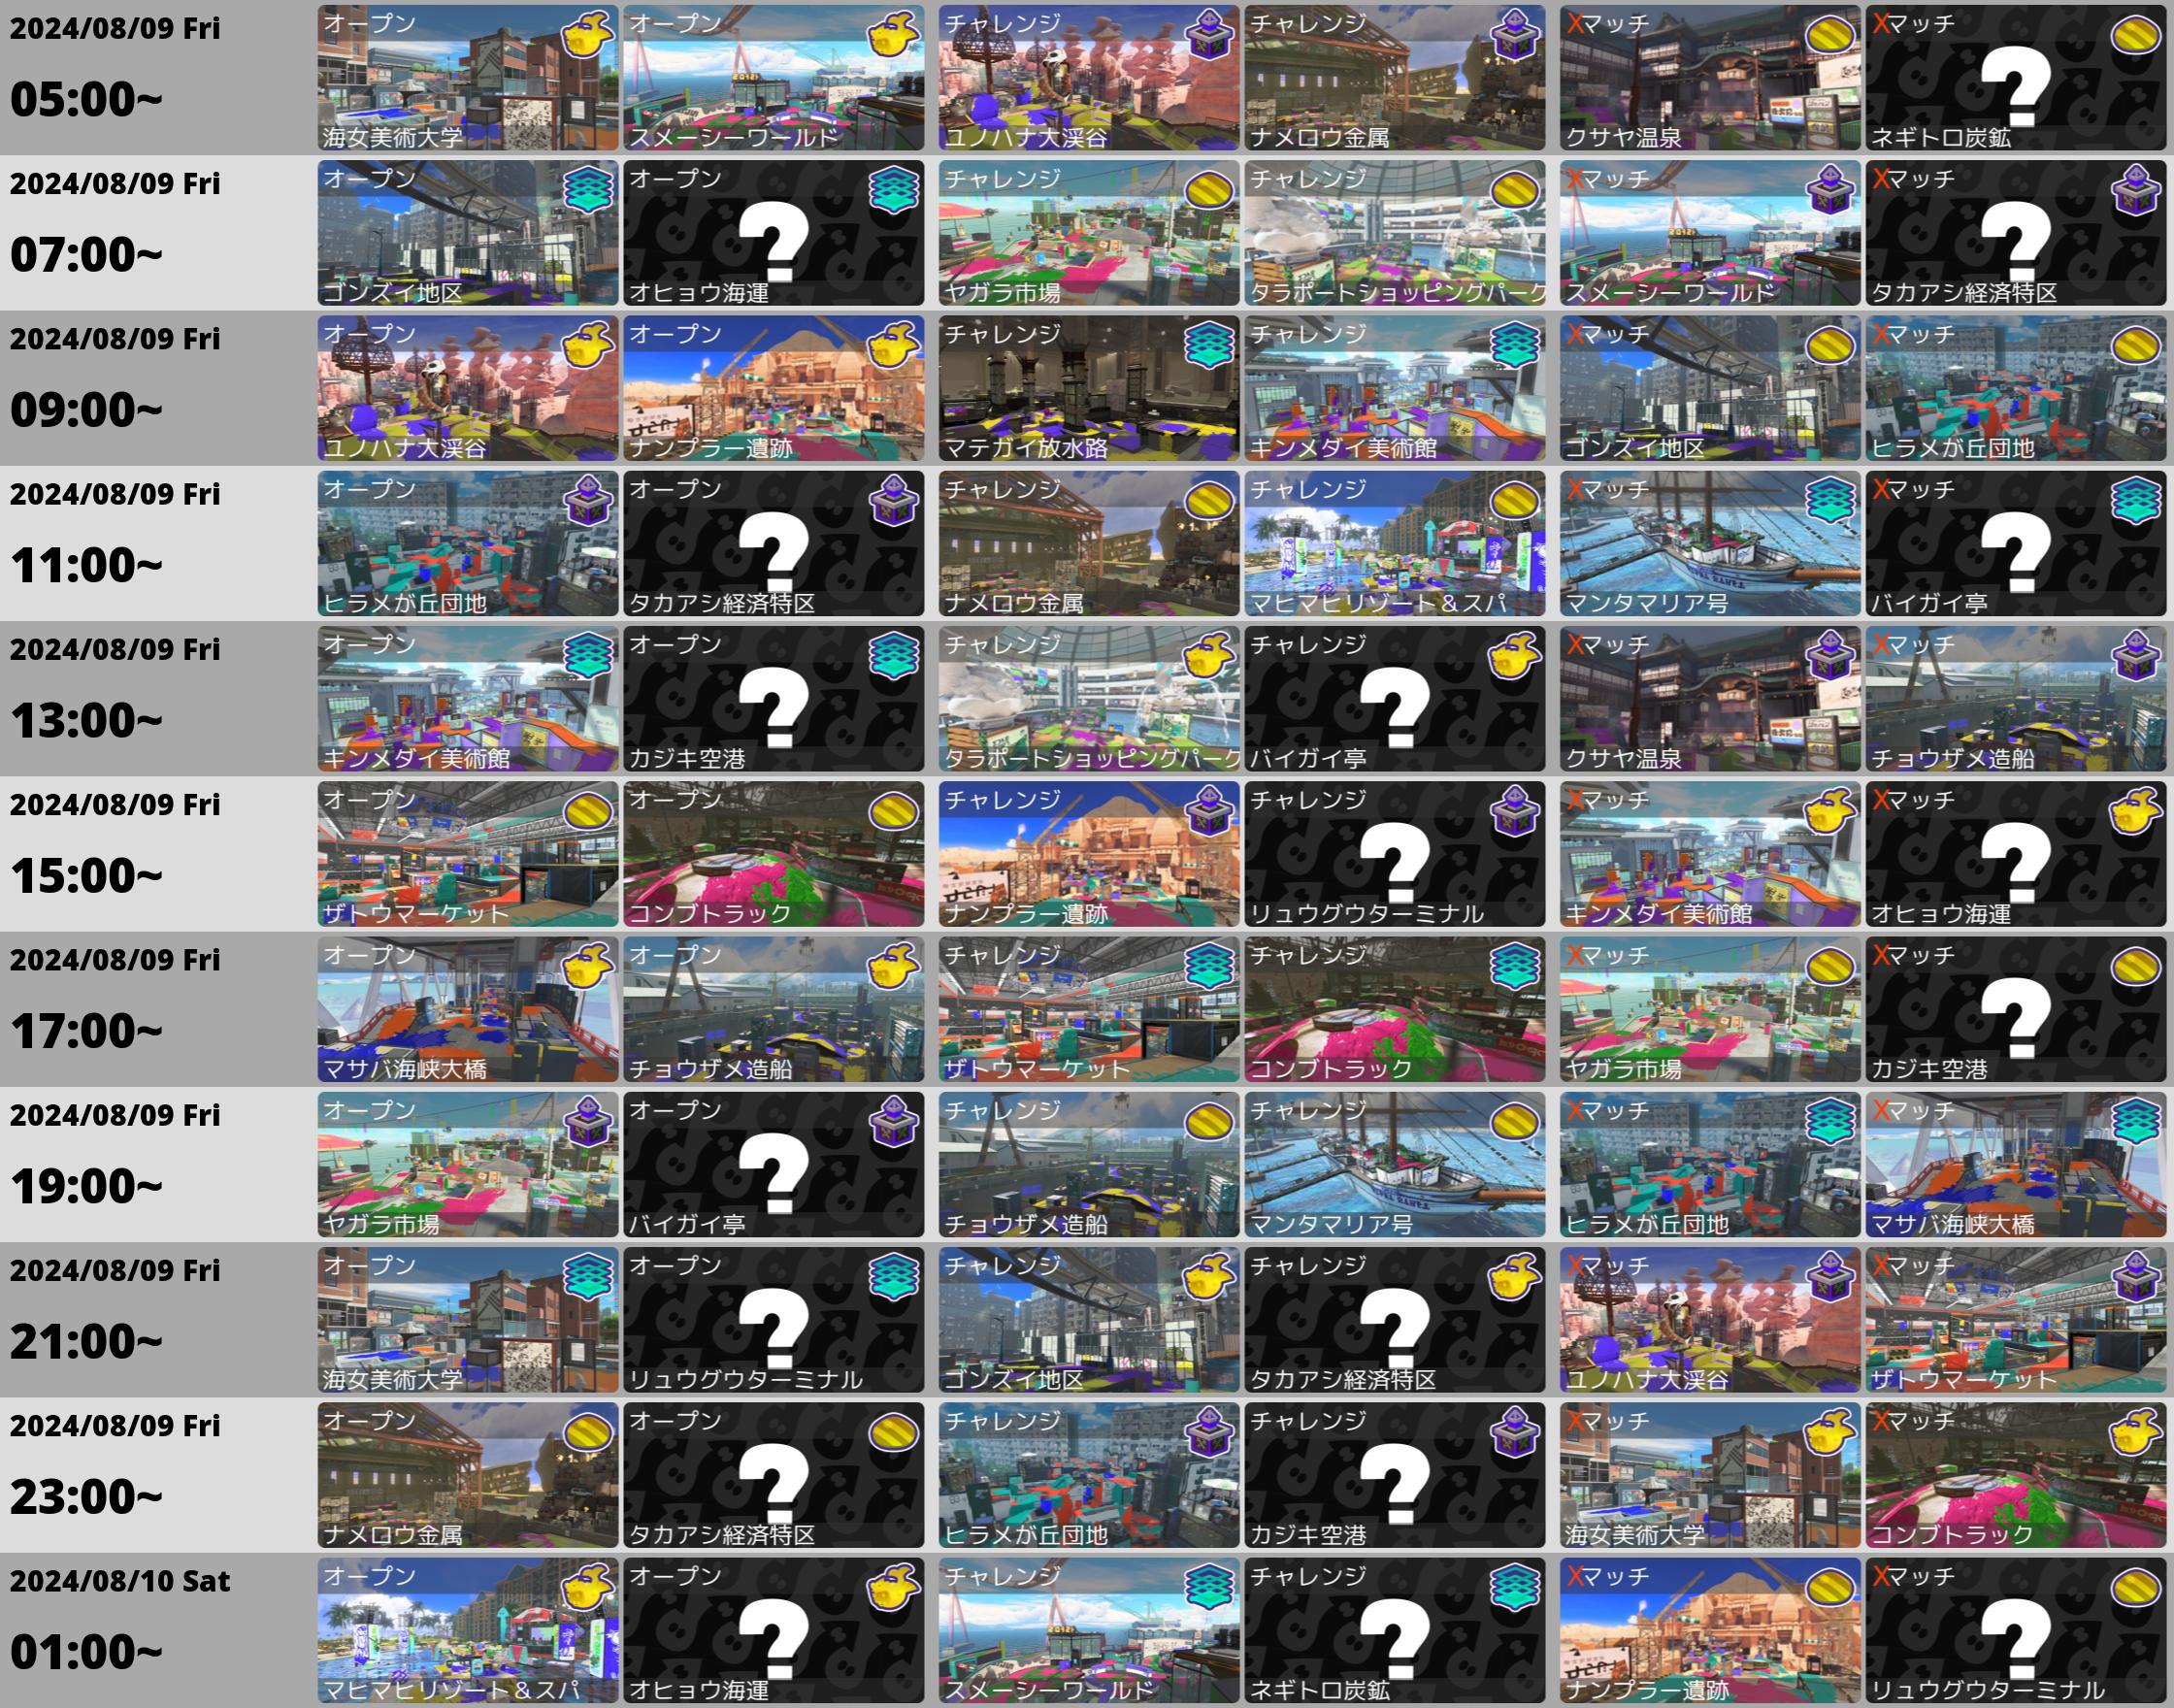 2024/08/09 Fri
05:00~
オープン
海女美術大学
オープン
スメーシーワールド
チャレンジ
ユノハナ大渓谷
チャレンジ
ナメロウ金属
Xマッチ
クサヤ温泉
Xマッチ
ネギトロ炭鉱
2024/08/09 Fri
07:00~
オープン
ゴンズイ地区
オープン
オヒョウ海運
チャレンジ
ヤガラ市場
チャレンジ
タラポートショッピングパーク
Xマッチ
スメーシーワールド
Xマッチ
タカアシ経済特区
2024/08/09 Fri
09:00~
オープン
ユノハナ大渓谷
オープン
ナンプラー遺跡
チャレンジ
マテガイ放水路
チャレンジ
キンメダイ美術館
Xマッチ
ゴンズイ地区
Xマッチ
ヒラメが丘団地
2024/08/09 Fri
11:00~
オープン
ヒラメが丘団地
オープン
タカアシ経済特区
チャレンジ
ナメロウ金属
チャレンジ
マヒマヒリゾート＆スパ
Xマッチ
マンタマリア号
Xマッチ
バイガイ亭
2024/08/09 Fri
13:00~
オープン
キンメダイ美術館
オープン
カジキ空港
チャレンジ
タラポートショッピングパーク
チャレンジ
バイガイ亭
Xマッチ
クサヤ温泉
Xマッチ
チョウザメ造船
2024/08/09 Fri
15:00~
オープン
ザトウマーケット
オープン
コンブトラック
チャレンジ
ナンプラー遺跡
チャレンジ
リュウグウターミナル
Xマッチ
キンメダイ美術館
Xマッチ
オヒョウ海運
2024/08/09 Fri
17:00~
オープン
マサバ海峡大橋
オープン
チョウザメ造船
チャレンジ
ザトウマーケット
チャレンジ
コンブトラック
Xマッチ
ヤガラ市場
Xマッチ
カジキ空港
2024/08/09 Fri
19:00~
オープン
ヤガラ市場
オープン
バイガイ亭
チャレンジ
チョウザメ造船
チャレンジ
マンタマリア号
Xマッチ
ヒラメが丘団地
Xマッチ
マサバ海峡大橋
2024/08/09 Fri
21:00~
オープン
海女美術大学
オープン
リュウグウターミナル
チャレンジ
ゴンズイ地区
チャレンジ
タカアシ経済特区
Xマッチ
ユノハナ大渓谷
Xマッチ
ザトウマーケット
2024/08/09 Fri
23:00~
オープン
ナメロウ金属
オープン
タカアシ経済特区
チャレンジ
ヒラメが丘団地
チャレンジ
カジキ空港
Xマッチ
海女美術大学
Xマッチ
コンブトラック
2024/08/10 Sat
01:00~
オープン
マヒマヒリゾート＆スパ
オープン
オヒョウ海運
チャレンジ
スメーシーワールド
チャレンジ
ネギトロ炭鉱
Xマッチ
ナンプラー遺跡
Xマッチ
リュウグウターミナル